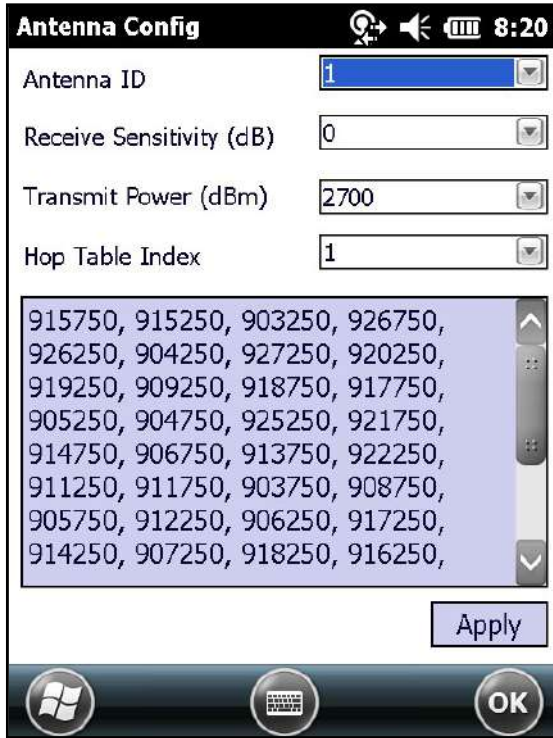 Antenna Config 8:20
Antenna ID 1
Receive Sensitivity (dB) 0
Transmit Power (dBm) 2700
Hop Table Index 1
915750, 915250, 903250, 926750,
926250, 904250, 927250, 920250,
919250, 909250, 918750, 917750,
905250, 904750, 925250, 921750,
914750, 906750, 913750, 922250,
911250, 911750, 903750, 908750,
905750, 912250, 906250, 917250,
914250, 907250, 918250, 916250,
Apply
OK